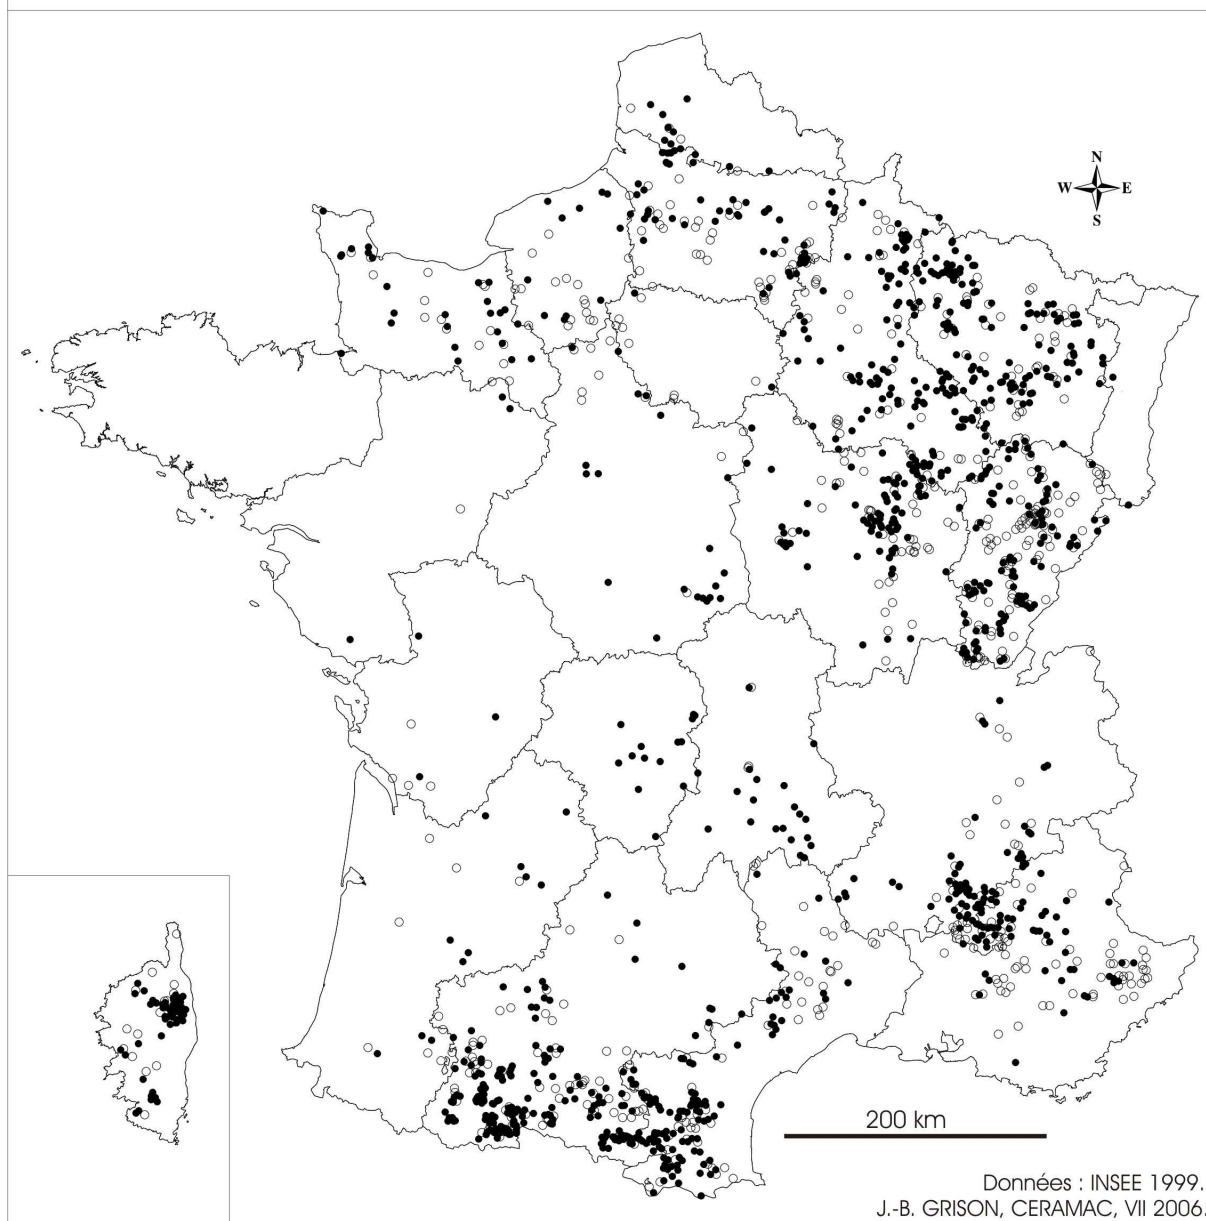 N
W E
S
200 km
Données : INSEE 1999.
J.-B. GRISON, CERAMAC, VII 2006.